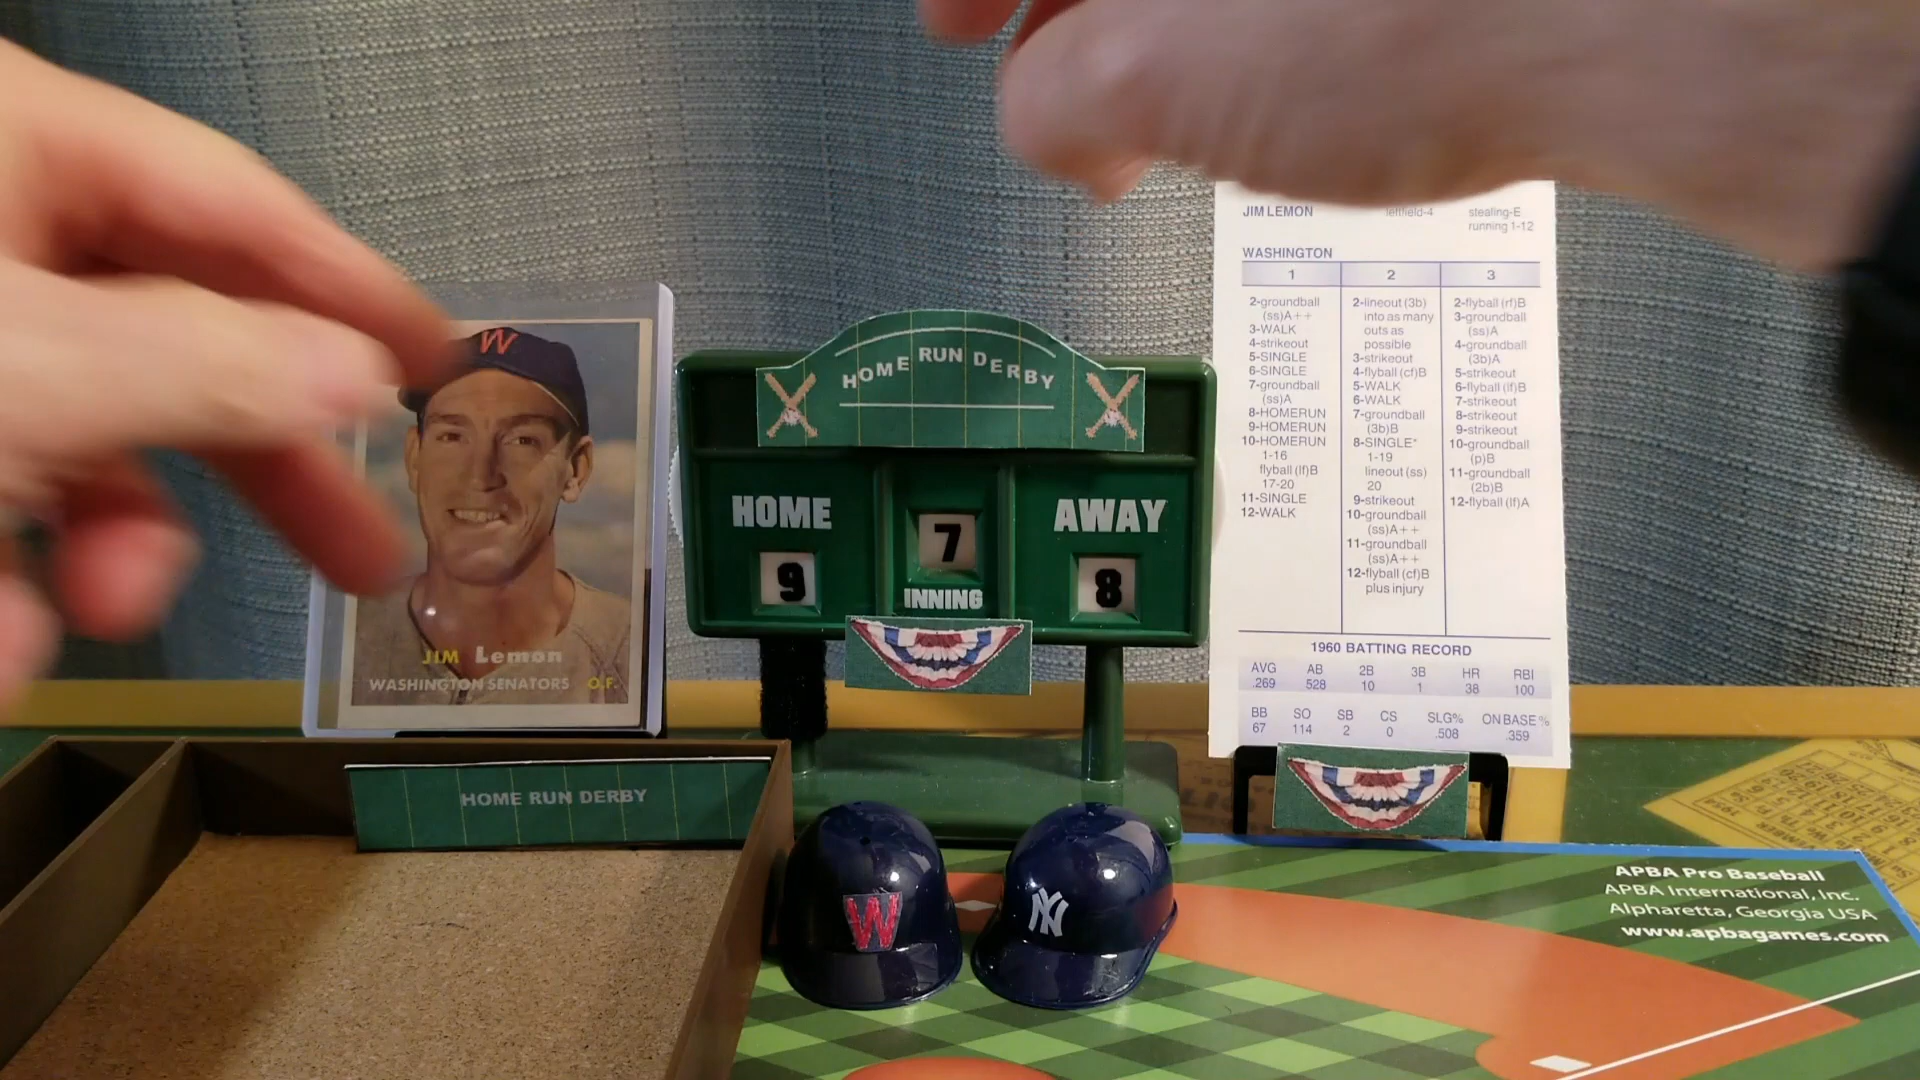 W
JIM Lemon
WASHINGTON SENATORS O.F.
HOME RUN DERBY
HOME
AWAY
7
9
INNING
8
HOME RUN DERBY
W
NY
JIM LEMON
leftfield-4
stealing-E
running 1-12
WASHINGTON
1
2-groundball
(ss)A++
3-WALK
4-strikeout
5-SINGLE
6-SINGLE
7-groundball
(ss)A
8-HOMERUN
9-HOMERUN
10-HOMERUN
1-16
flyball (lf)B
17-20
11-SINGLE
12-WALK
2
2-lineout (3b)
into as many
outs as
possible
3-strikeout
4-flyball (cf)B
5-WALK
6-WALK
7-groundball
(3b)B
8-SINGLE*
1-19
lineout (ss)
20
9-strikeout
10-groundball
(ss)A++
11-groundball
(ss)A++
12-flyball (cf)B
plus injury
3
2-flyball (rf)B
3-groundball
(ss)A
4-groundball
(3b)A
5-strikeout
6-flyball (lf)B
7-strikeout
8-strikeout
9-strikeout
10-groundball
(p)B
11-groundball
(2b)B
12-flyball (lf)A
1960 BATTING RECORD
AVG AB 2B 3B HR RBI
.269 528 10 1 38 100
BB SO SB CS SLG% ON BASE %
67 114 2 0 .508 .359
APBA Pro Baseball
APBA International, Inc.
Alpharetta, Georgia USA
www.apbagames.com